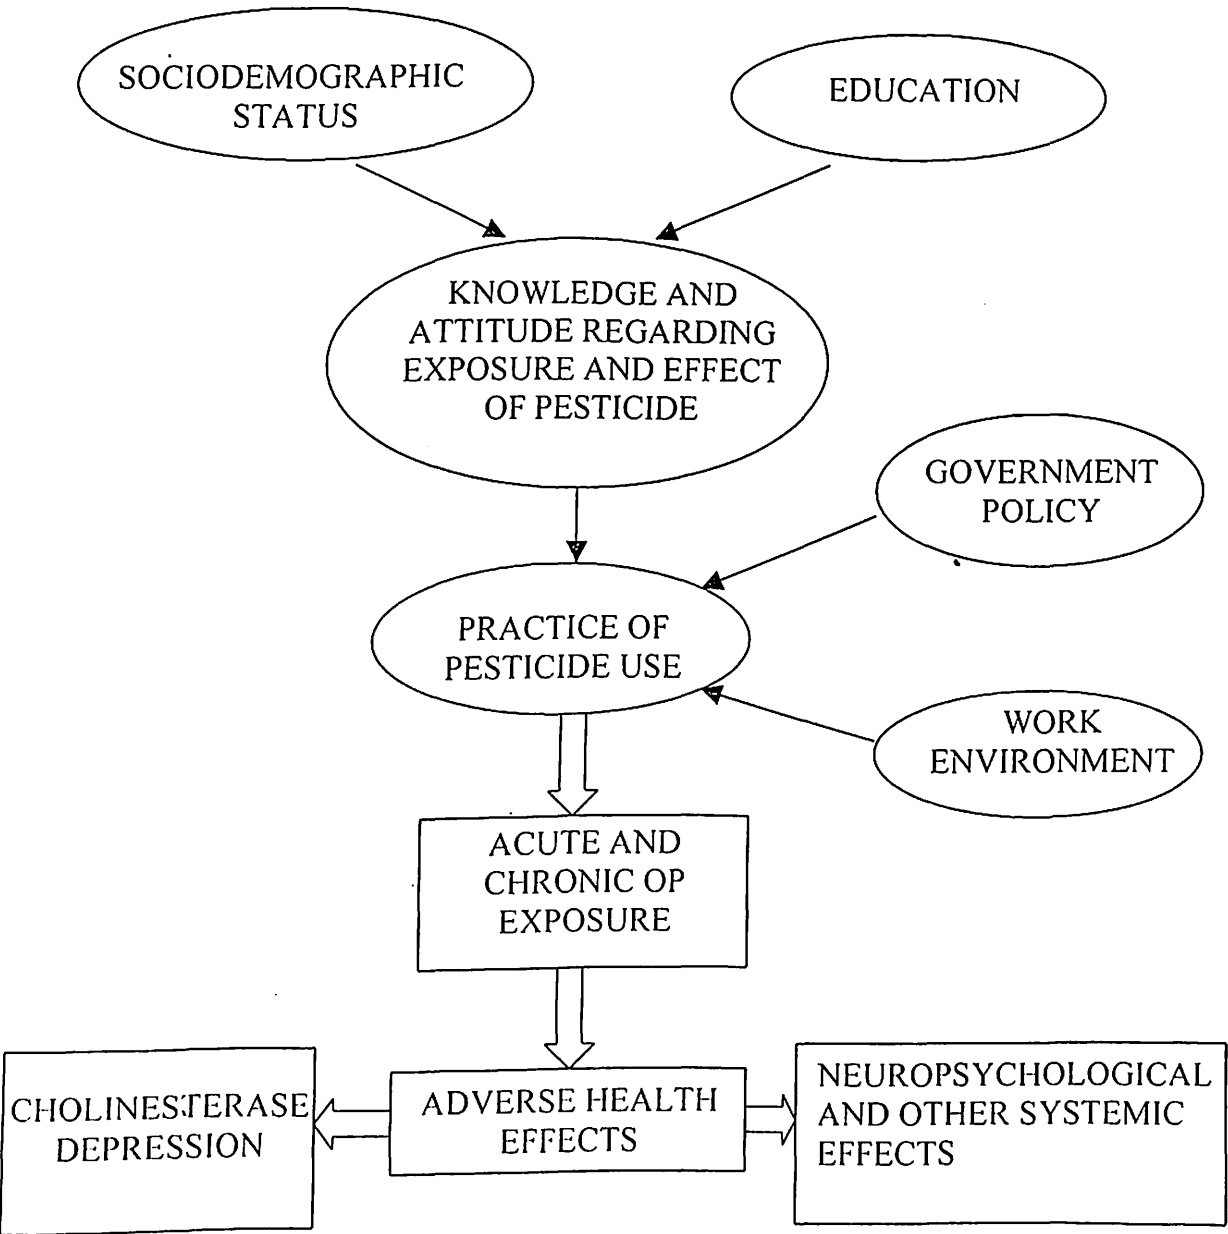 SOCIODEMOGRAPHIC
STATUS
EDUCATION
KNOWLEDGE AND
ATTITUDE REGARDING
EXPOSURE AND EFFECT
OF PESTICIDE
GOVERNMENT
POLICY
PRACTICE OF
PESTICIDE USE
WORK
ENVIRONMENT
ACUTE AND
CHRONIC OP
EXPOSURE
CHOLINESTERASE
DEPRESSION
ADVERSE HEALTH
EFFECTS
NEUROPSYCHOLOGICAL
AND OTHER SYSTEMIC
EFFECTS